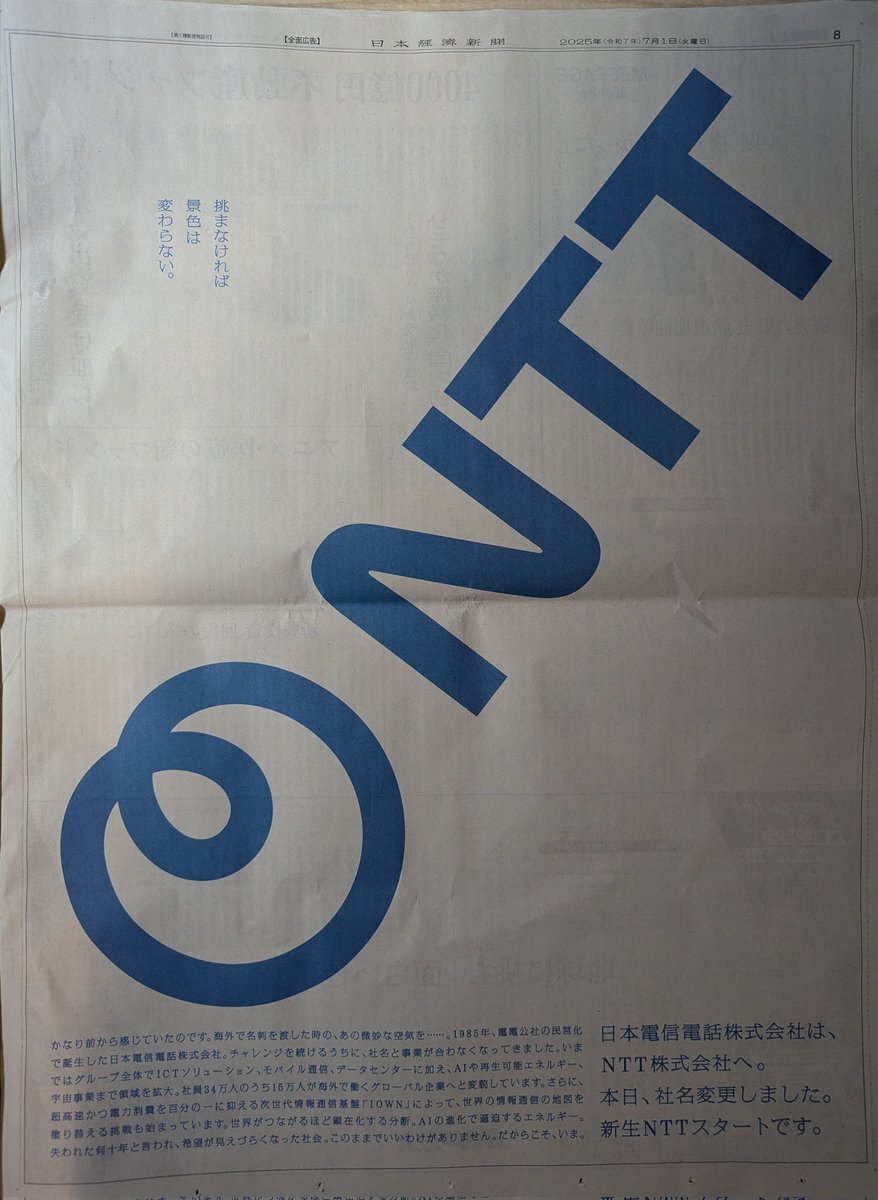 【第三種郵便物認可】
【全面広告】
日本経済新聞
2025年(令和7年)7月1日(火曜日)
8
挑まなければ
景色は
変わらない。
NTT
かなり前から感じていたのです。海外で名刺を渡した時の、あの微妙な空気を……。1985年、電電公社の民営化
で誕生した日本電信電話株式会社。チャレンジを続けるうちに、社名と事業が合わなくなってきました。いま
ではグループ全体でICTソリューション、モバイル通信、データセンターに加え、AIや再生可能エネルギー、
宇宙事業まで領域を拡大。社員34万人のうち15万人が海外で働くグローバル企業へと変貌しています。さらに、
超高速かつ電力消費を百分の一に抑える次世代情報通信基盤「IOWN」によって、世界の情報通信の地図を
塗り替える挑戦も始まっています。世界がつながるほど顕在化する分断。AIの進化で逼迫するエネルギー。
失われた何十年と言われ、希望が見えづらくなった社会。このままでいいわけがありません。だからこそ、いま。
日本電信電話株式会社は、
NTT株式会社へ。
本日、社名変更しました。
新生NTTスタートです。